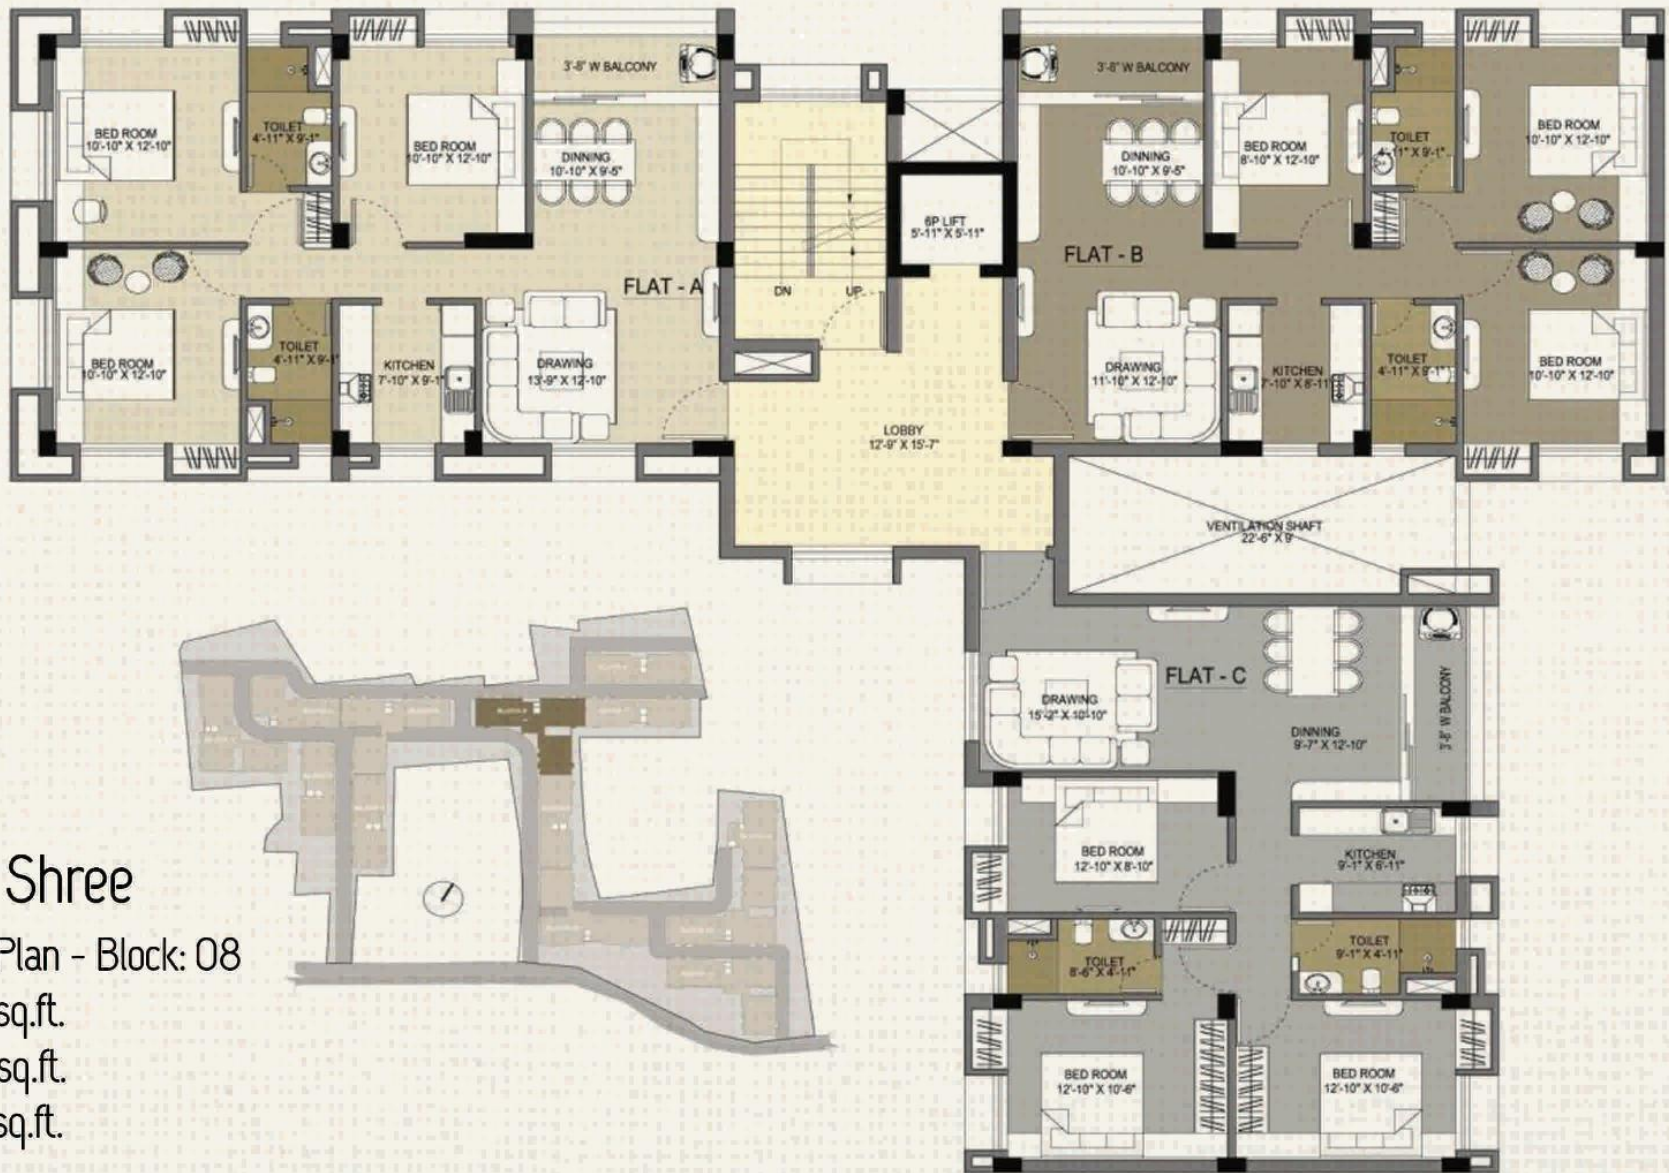 3'-8" W BALCONY
BED ROOM
10'-10" X 12'-10"
TOILET
4'-11" X 9'-1"
BED ROOM
10'-10" X 12'-10"
DINNING
10'-10" X 9'-5"
FLAT - A
BED ROOM
10'-10" X 12'-10"
TOILET
4'-11" X 9'-1"
KITCHEN
7'-10" X 9'-1"
DRAWING
13'-9" X 12'-10"
DN
UP
6P LIFT
5'-11" X 5'-11"
LOBBY
12'-9" X 15'-7"
3'-8" W BALCONY
DINNING
10'-10" X 9'-5"
BED ROOM
8'-10" X 12'-10"
TOILET
4'-11" X 9'-1"
BED ROOM
10'-10" X 12'-10"
FLAT - B
DRAWING
11'-10" X 12'-10"
KITCHEN
7'-10" X 8'-11"
TOILET
4'-11" X 9'-1"
BED ROOM
10'-10" X 12'-10"
VENTILATION SHAFT
22'-6" X 9'
FLAT - C
DRAWING
15'-2" X 10'-10"
DINNING
9'-7" X 12'-10"
3'-8" W BALCONY
BED ROOM
12'-10" X 8'-10"
KITCHEN
9'-1" X 6'-11"
TOILET
8'-6" X 4'-11"
TOILET
9'-1" X 4'-11"
BED ROOM
12'-10" X 10'-6"
BED ROOM
12'-10" X 10'-6"
Shree
Plan - Block: 08
sq.ft.
sq.ft.
sq.ft.